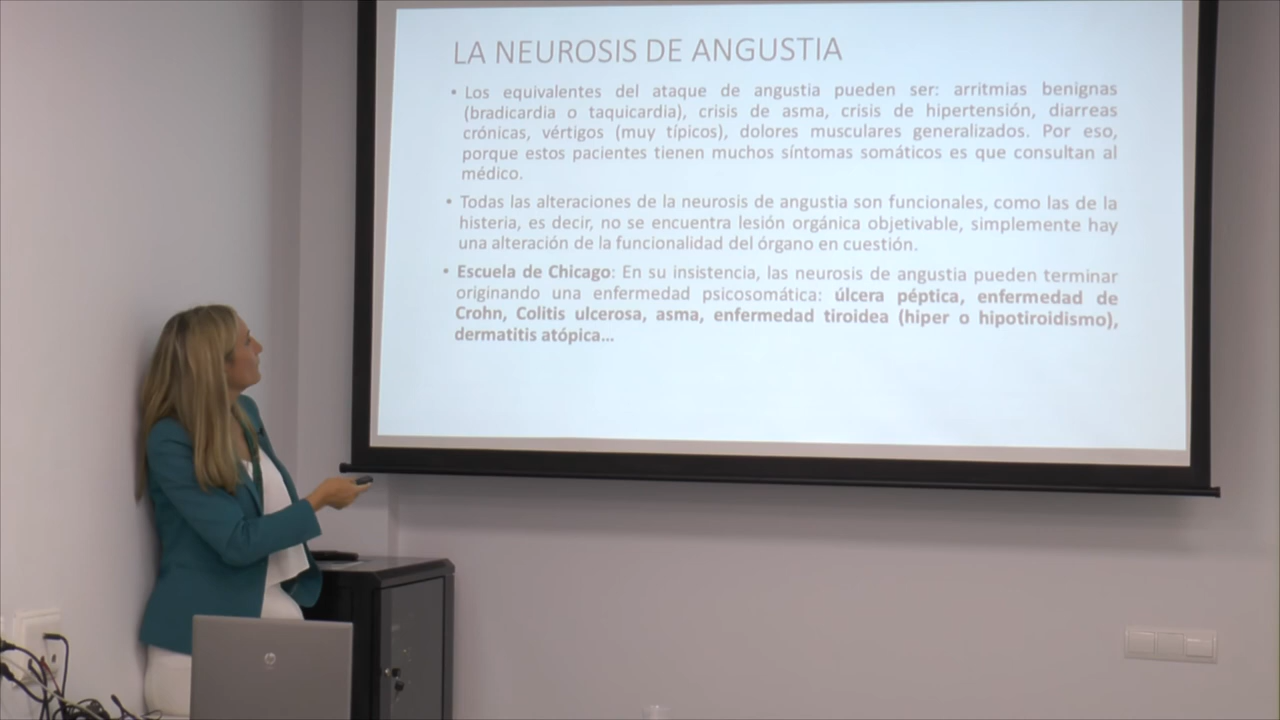 LA NEUROSIS DE ANGUSTIA
• Los equivalentes del ataque de angustia pueden ser: arritmias benignas
(bradicardia o taquicardia), crisis de asma, crisis de hipertensión, diarreas
crónicas, vértigos (muy típicos), dolores musculares generalizados. Por eso,
porque estos pacientes tienen muchos síntomas somáticos es que consultan al
médico.
• Todas las alteraciones de la neurosis de angustia son funcionales, como las de la
histeria, es decir, no se encuentra lesión orgánica objetivable, simplemente hay
una alteración de la funcionalidad del órgano en cuestión.
• Escuela de Chicago: En su insistencia, las neurosis de angustia pueden terminar
originando una enfermedad psicosomática: úlcera péptica, enfermedad de
Crohn, Colitis ulcerosa, asma, enfermedad tiroidea (hiper o hipotiroidismo),
dermatitis atópica...
hp